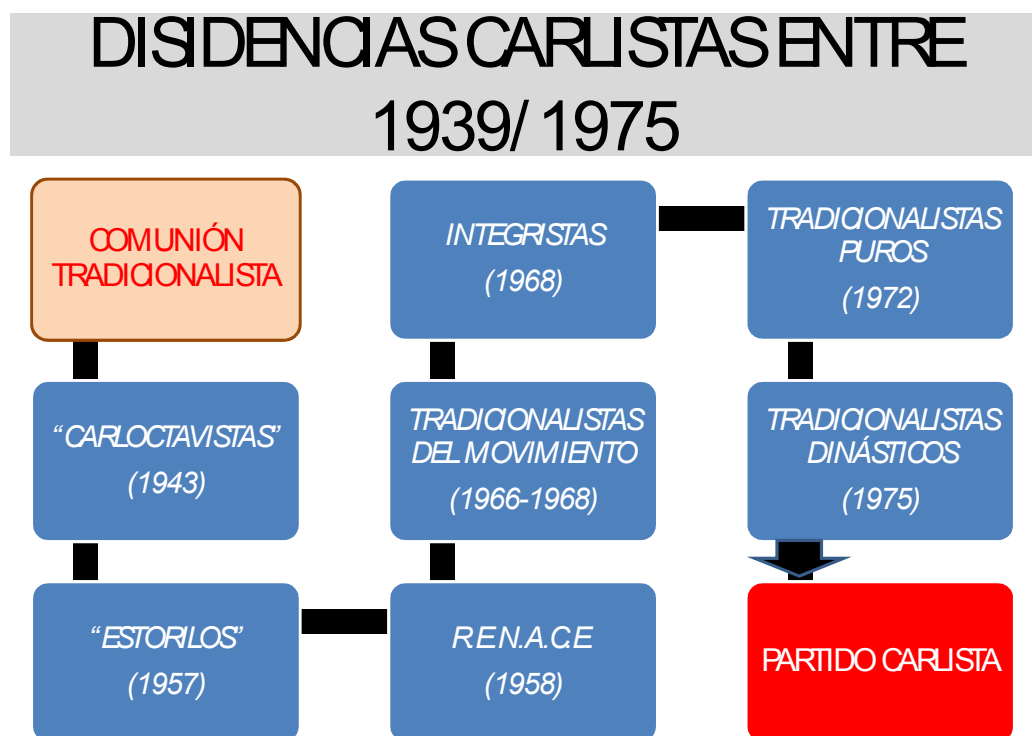 DISIDENCIAS CARLISTAS ENTRE
1939/1975
COMUNIÓN
TRADICIONALISTA
“CARLOCTAVISTAS”
(1943)
“ESTORILOS”
(1957)
R.E.N.A.C.E
(1958)
TRADICIONALISTAS
DEL MOVIMIENTO
(1966-1968)
INTEGRISTAS
(1968)
TRADICIONALISTAS
PUROS
(1972)
TRADICIONALISTAS
DINÁSTICOS
(1975)
PARTIDO CARLISTA